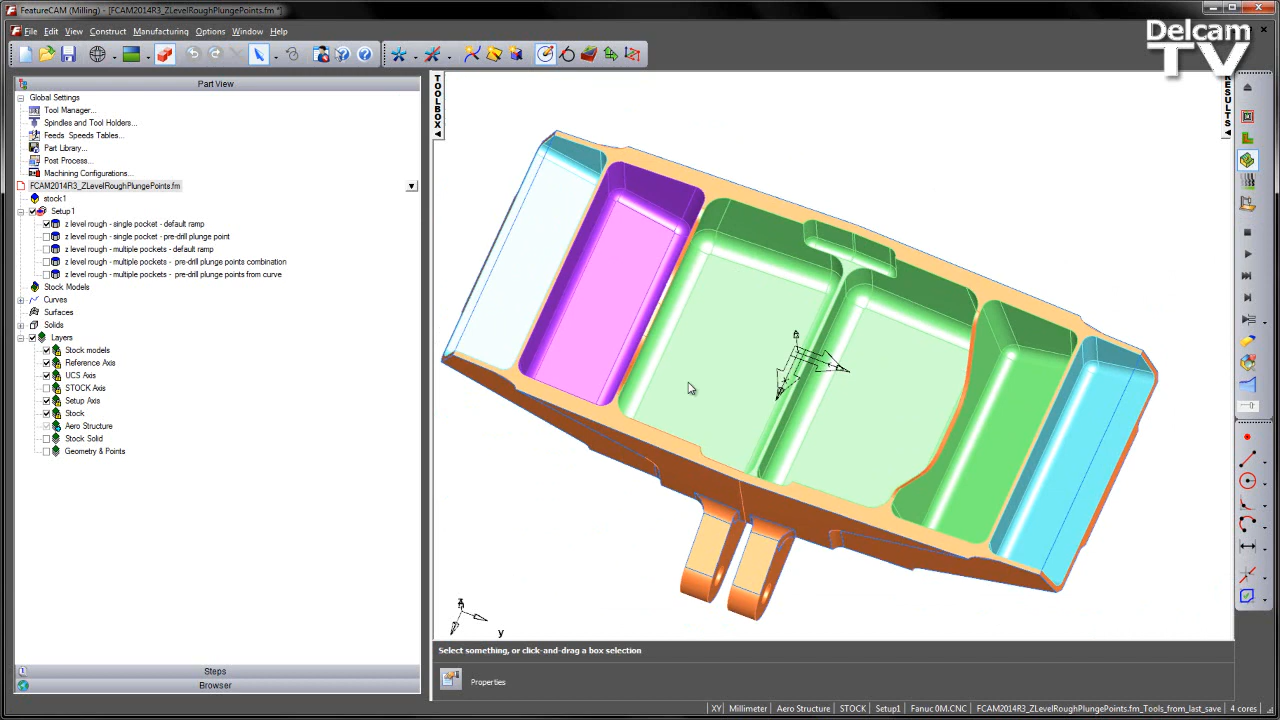 FeatureCAM (Milling) - [FCAM2014R3_ZLevelRoughPlungePoints.fm *]
File Edit View Construct Manufacturing Options Window Help
Delcam
TV
Part View
Global Settings
Tool Manager...
Spindles and Tool Holders...
Feeds Speeds Tables...
Part Library...
Post Process...
Machining Configurations...
FCAM2014R3_ZLevelRoughPlungePoints.fm
stock1
Setup1
z level rough - single pocket - default ramp
z level rough - single pocket - pre-drill plunge point
z level rough - multiple pockets - default ramp
z level rough - multiple pockets - pre-drill plunge points combination
z level rough - multiple pockets - pre-drill plunge points from curve
Stock Models
Curves
Surfaces
Solids
Layers
Stock models
Reference Axis
UCS Axis
STOCK Axis
Setup Axis
Stock
Aero Structure
Stock Solid
Geometry & Points
Steps
Browser
TOOLBOX
RESULTS
y
Select something, or click-and-drag a box selection
Properties
XY Millimeter Aero Structure STOCK Setup1 Fanuc 0M.CNC FCAM2014R3_ZLevelRoughPlungePoints.fm_Tools_from_last_save 4 cores